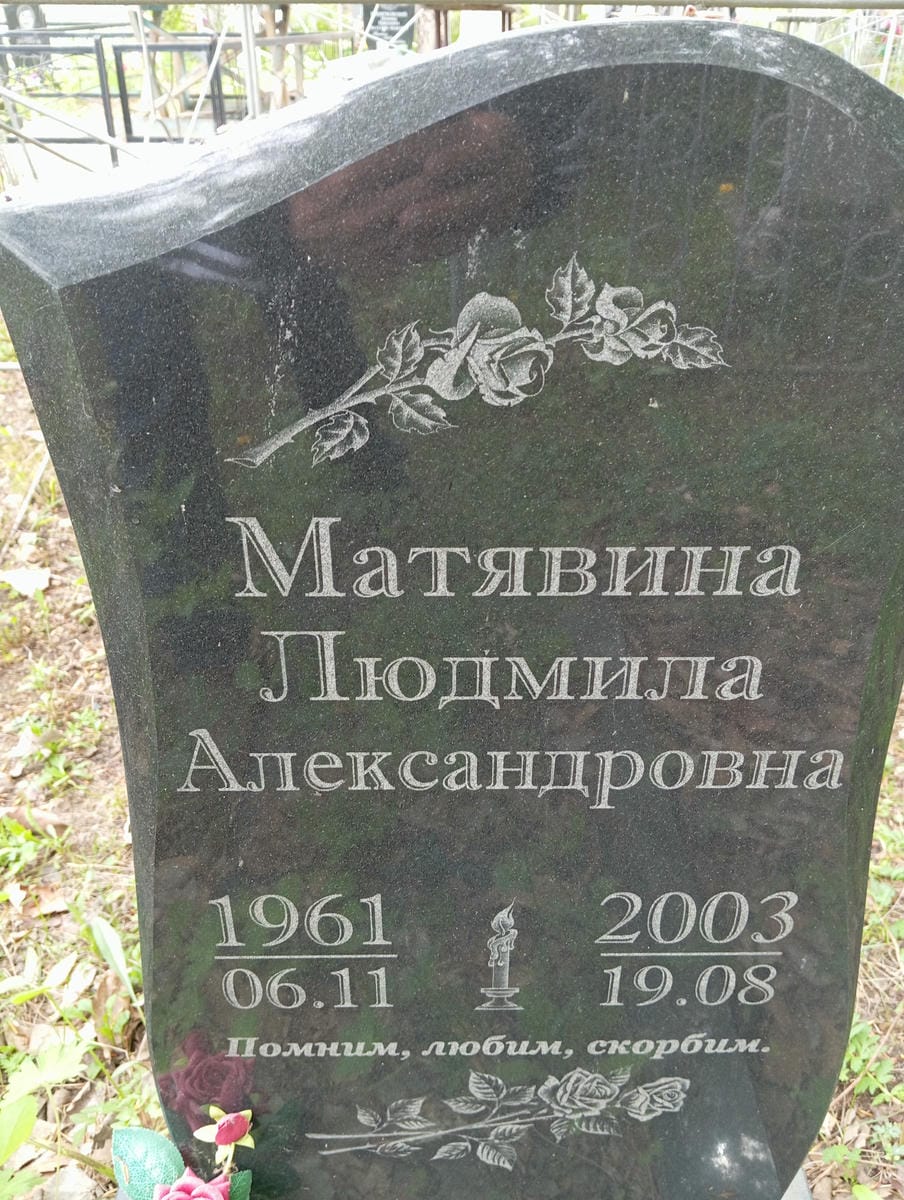 Матявина
Людмила
Александровна
1961 2003
06.11 19.08
Помним, любим, скорбим.